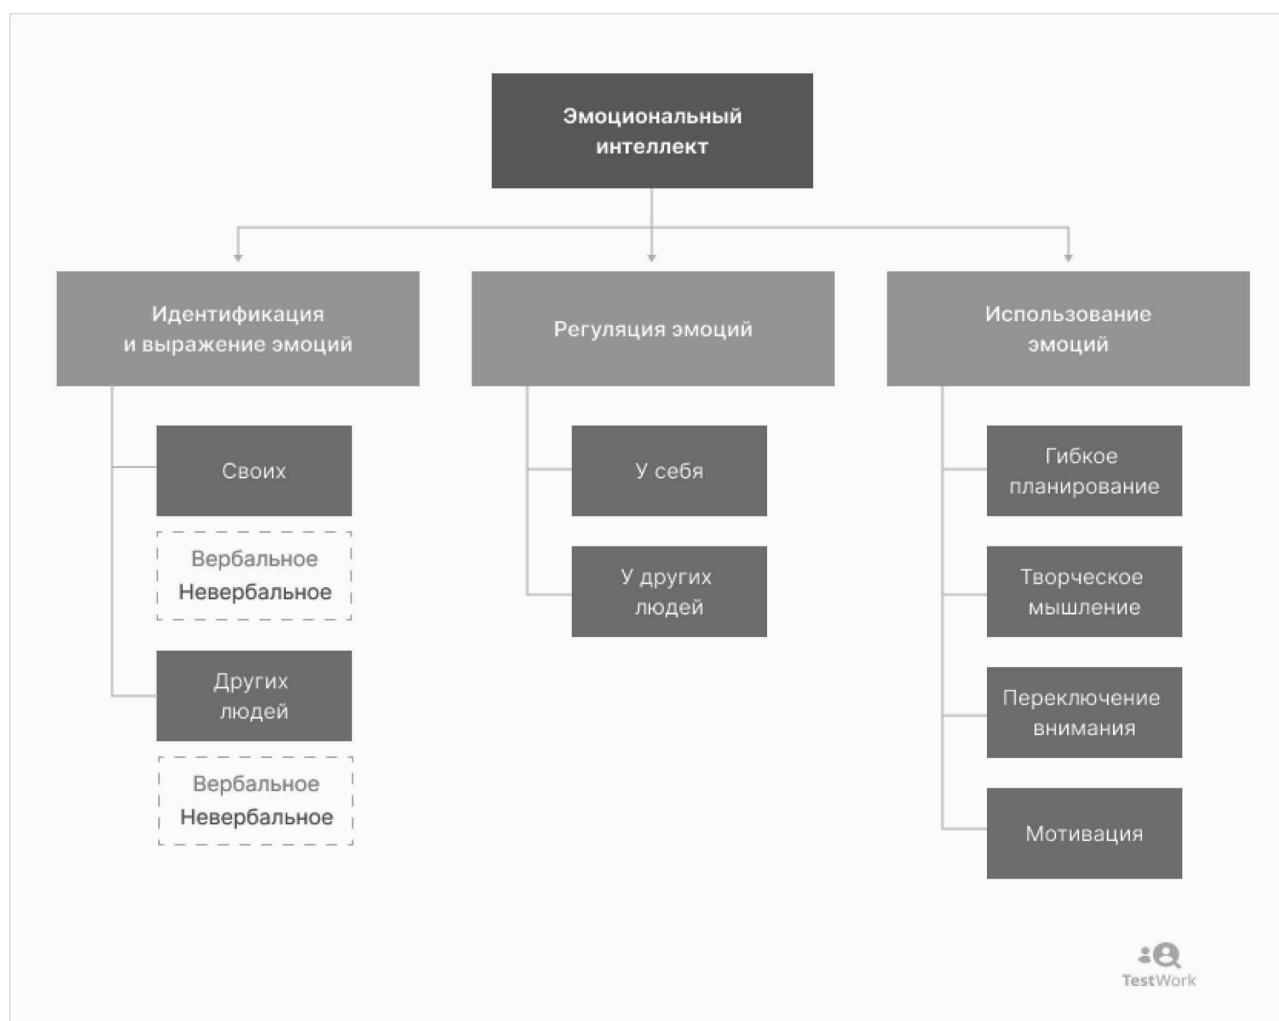 Эмоциональный
интеллект
Идентификация
и выражение эмоций
Своих
Вербальное
Невербальное
Других
людей
Вербальное
Невербальное
Регуляция эмоций
У себя
У других
людей
Использование
эмоций
Гибкое
планирование
Творческое
мышление
Переключение
внимания
Мотивация
TestWork